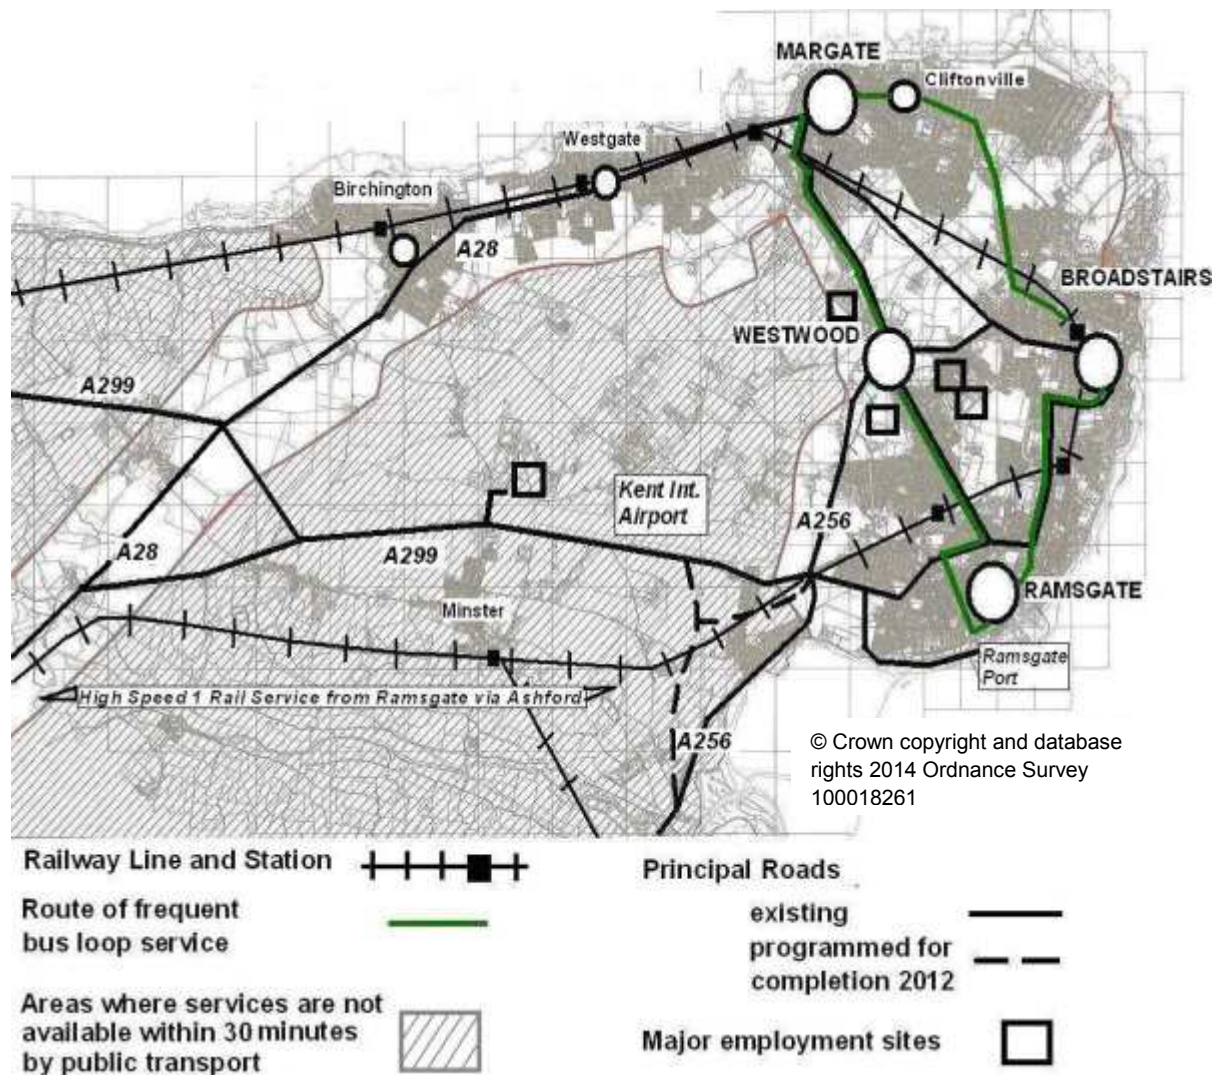 MARGATE
Cliftonville
Westgate
Birchington
A28
BROADSTAIRS
WESTWOOD
A299
Kent Int.
Airport
A256
A28
A299
Minster
RAMSGATE
Ramsgate
Port
High Speed 1 Rail Service from Ramsgate via Ashford
A256
© Crown copyright and database
rights 2014 Ordnance Survey
100018261
Railway Line and Station
Route of frequent
bus loop service
Areas where services are not
available within 30 minutes
by public transport
Principal Roads
existing
programmed for
completion 2012
Major employment sites